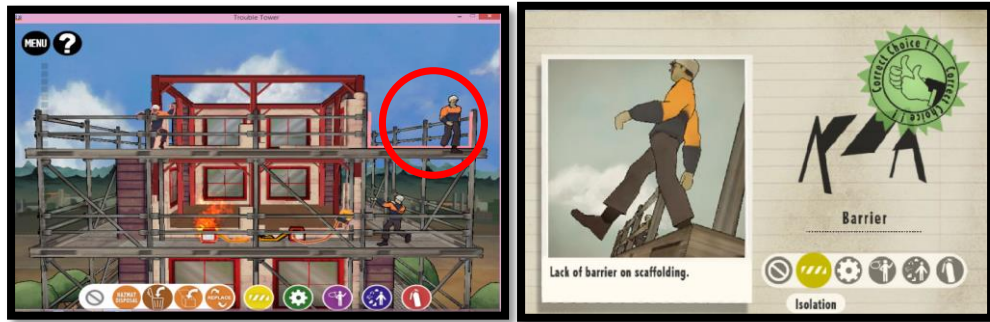 Trouble Tower
MENU ?
HAZMAT
DISPOSAL
REPLACE
Correct Choice ! !
Correct Choice ! !
Barrier
Lack of barrier on scaffolding.
Isolation